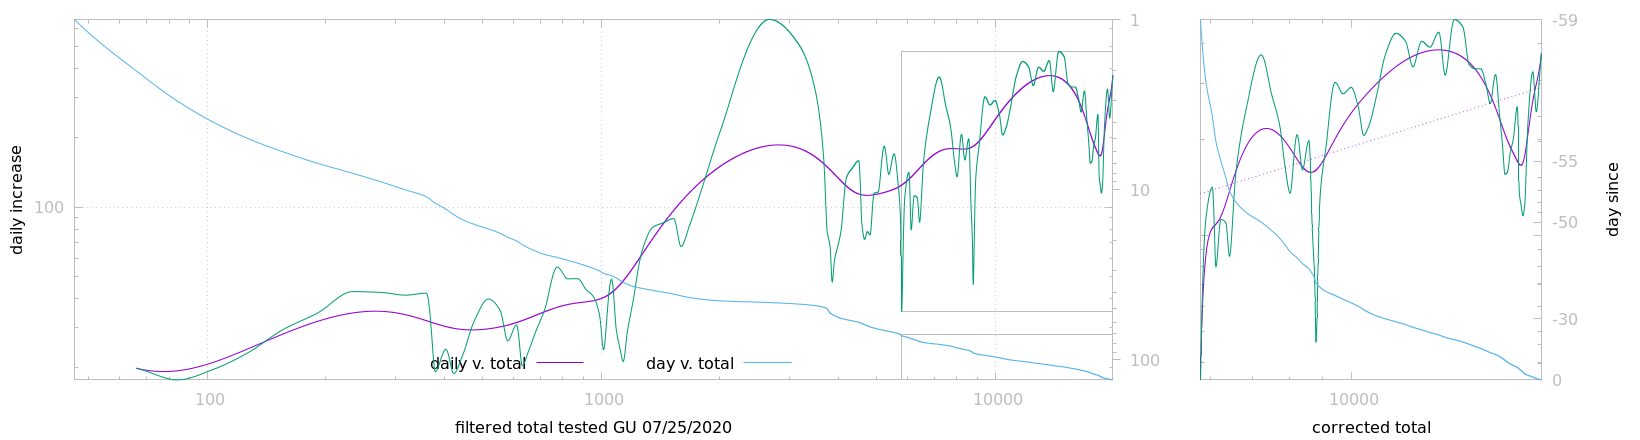 daily increase
100
daily v. total
day v. total
100
1000
10000
filtered total tested GU 07/25/2020
1
10
100
10000
corrected total
-59
-55
-50
-30
0
day since